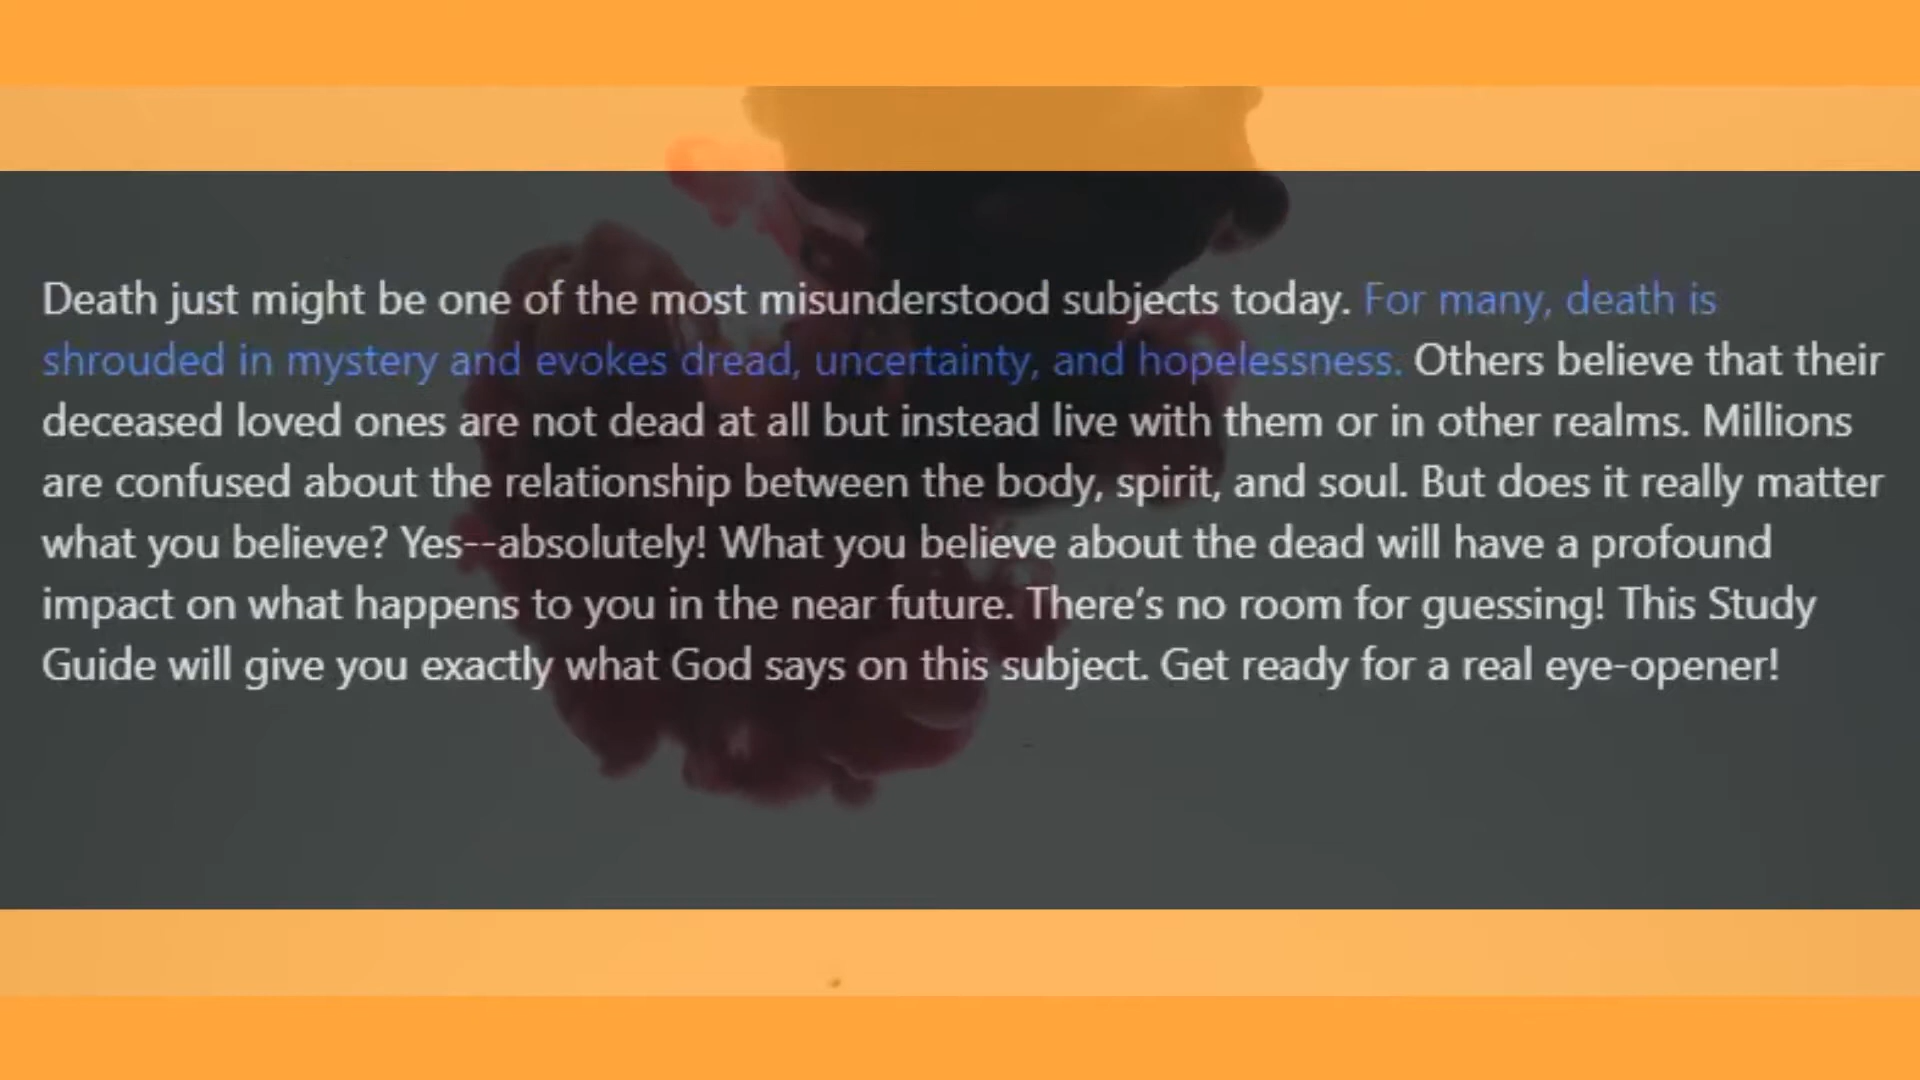 Death just might be one of the most misunderstood subjects today. For many, death is
shrouded in mystery and evokes dread, uncertainty, and hopelessness. Others believe that their
deceased loved ones are not dead at all but instead live with them or in other realms. Millions
are confused about the relationship between the body, spirit, and soul. But does it really matter
what you believe? Yes--absolutely! What you believe about the dead will have a profound
impact on what happens to you in the near future. There's no room for guessing! This Study
Guide will give you exactly what God says on this subject. Get ready for a real eye-opener!